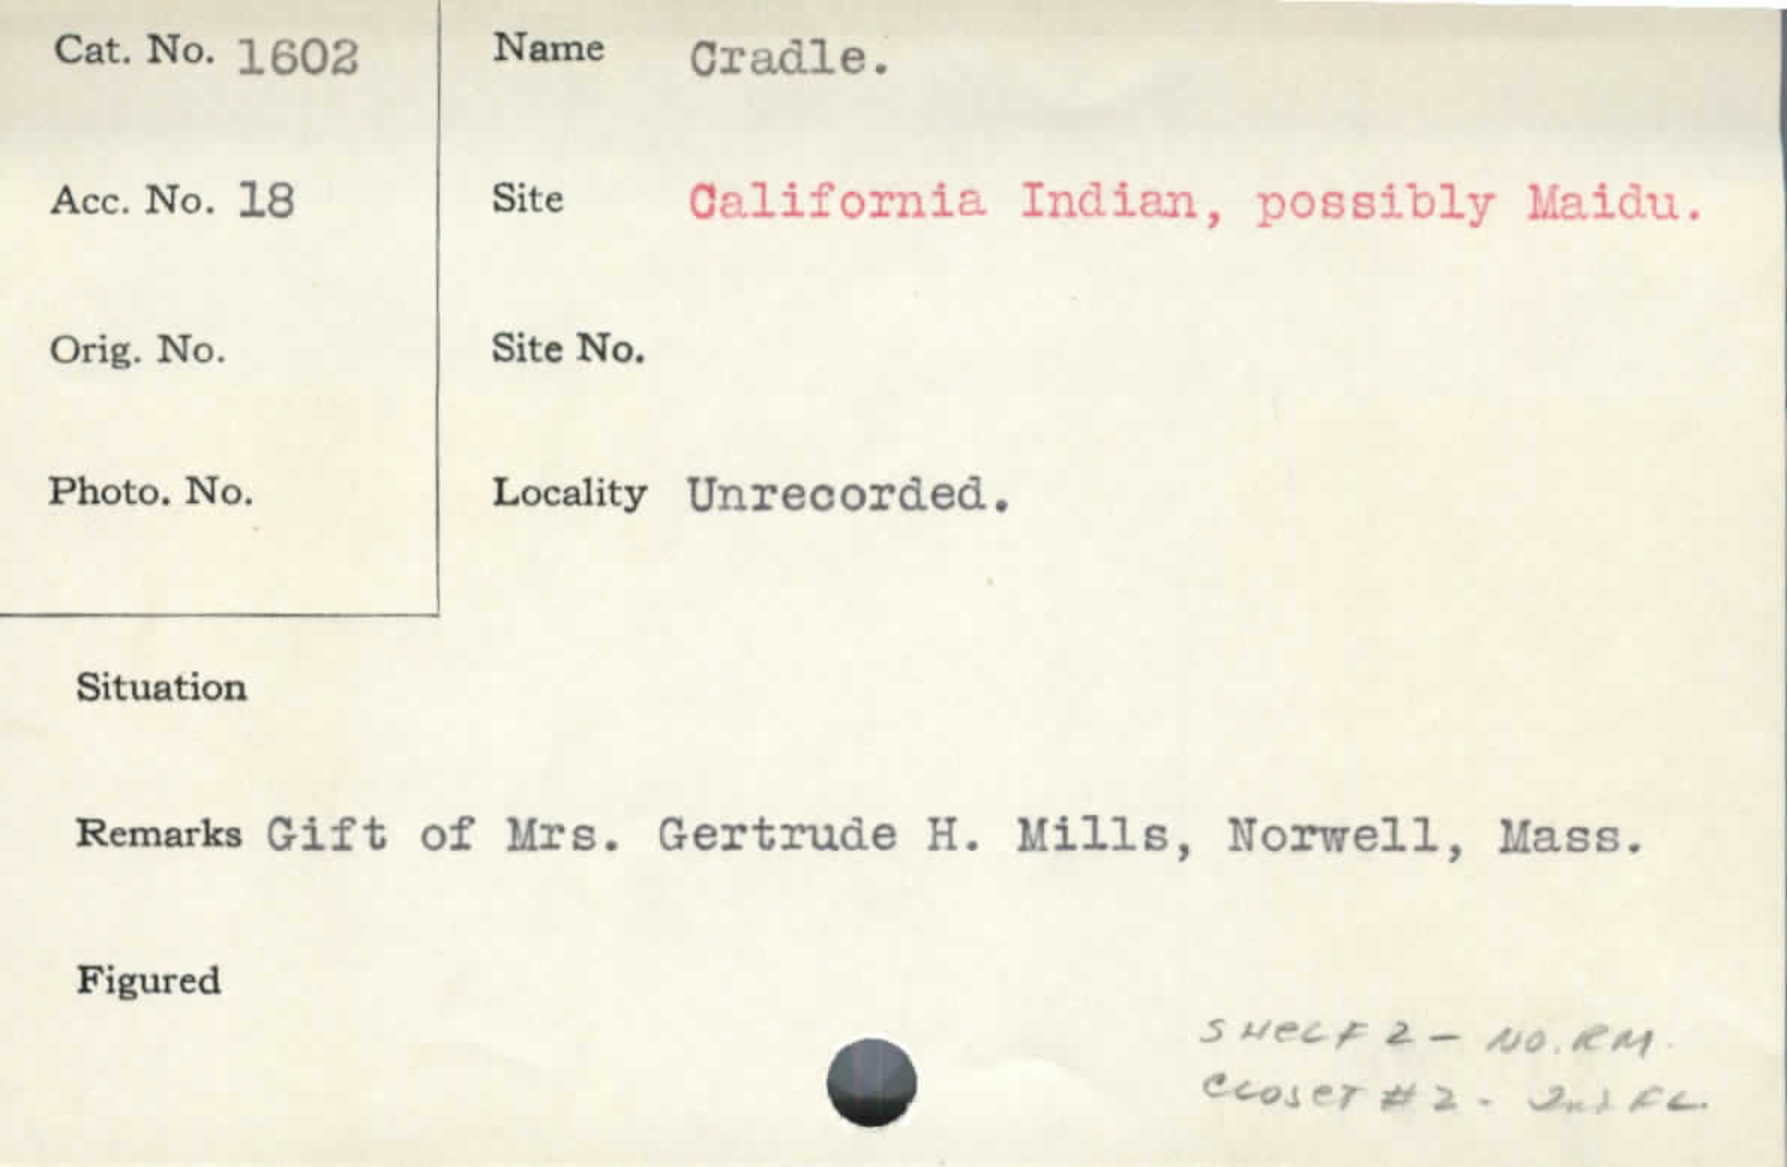 Cat. No. 1602
Name Cradle.
Acc. No. 18
Site California Indian, possibly Maidu.
Orig. No.
Site No.
Photo. No.
Locality Unrecorded.
Situation
Remarks Gift of Mrs. Gertrude H. Mills, Norwell, Mass.
Figured
SHELF 2 - NO. RM.
CLOSET #2 - 2nd FL.